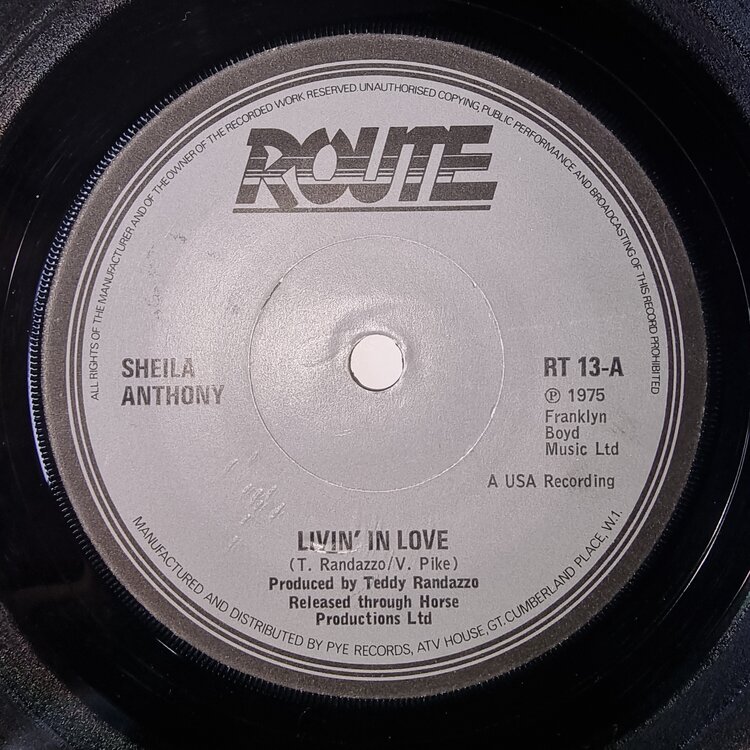 ALL RIGHTS OF THE MANUFACTURER AND OF THE OWNER OF THE RECORDED WORK RESERVED. UNAUTHORISED COPYING, PUBLIC PERFORMANCE AND BROADCASTING OF THIS RECORD PROHIBITED
ROUTE
SHEILA
ANTHONY
RT 13-A
℗ 1975
Franklyn
Boyd
Music Ltd
A USA Recording
LIVIN' IN LOVE
(T. Randazzo/V. Pike)
Produced by Teddy Randazzo
Released through Horse
Productions Ltd
MANUFACTURED AND DISTRIBUTED BY PYE RECORDS, ATV HOUSE, GT. CUMBERLAND PLACE, W.1.